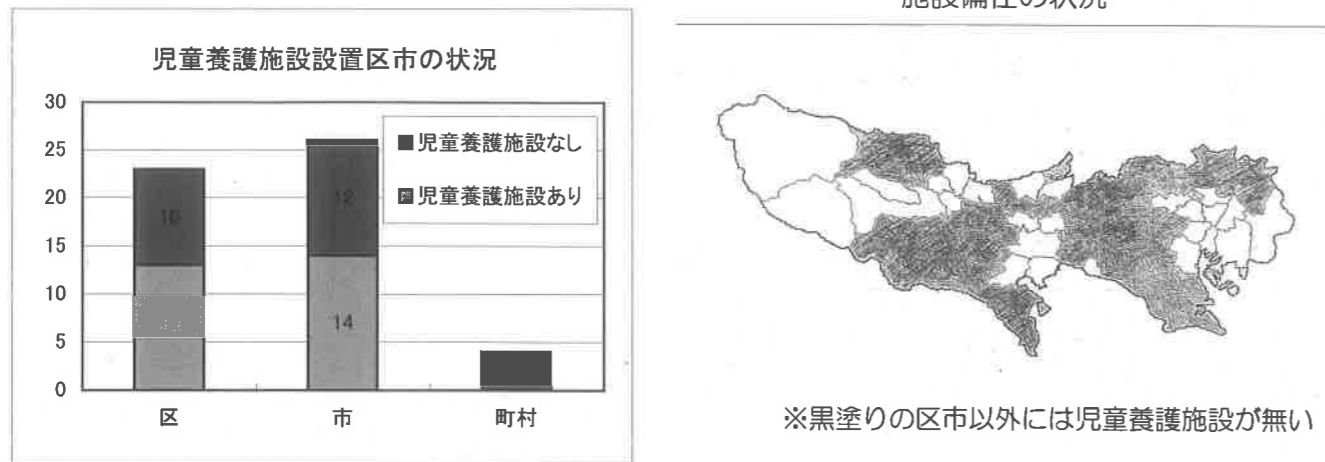 施設偏在の状況
児童養護施設設置区市の状況
30
25
20
15
10
5
0
児童養護施設なし
児童養護施設あり
10
12
14
区
市
町村
※黒塗りの区市以外には児童養護施設が無い